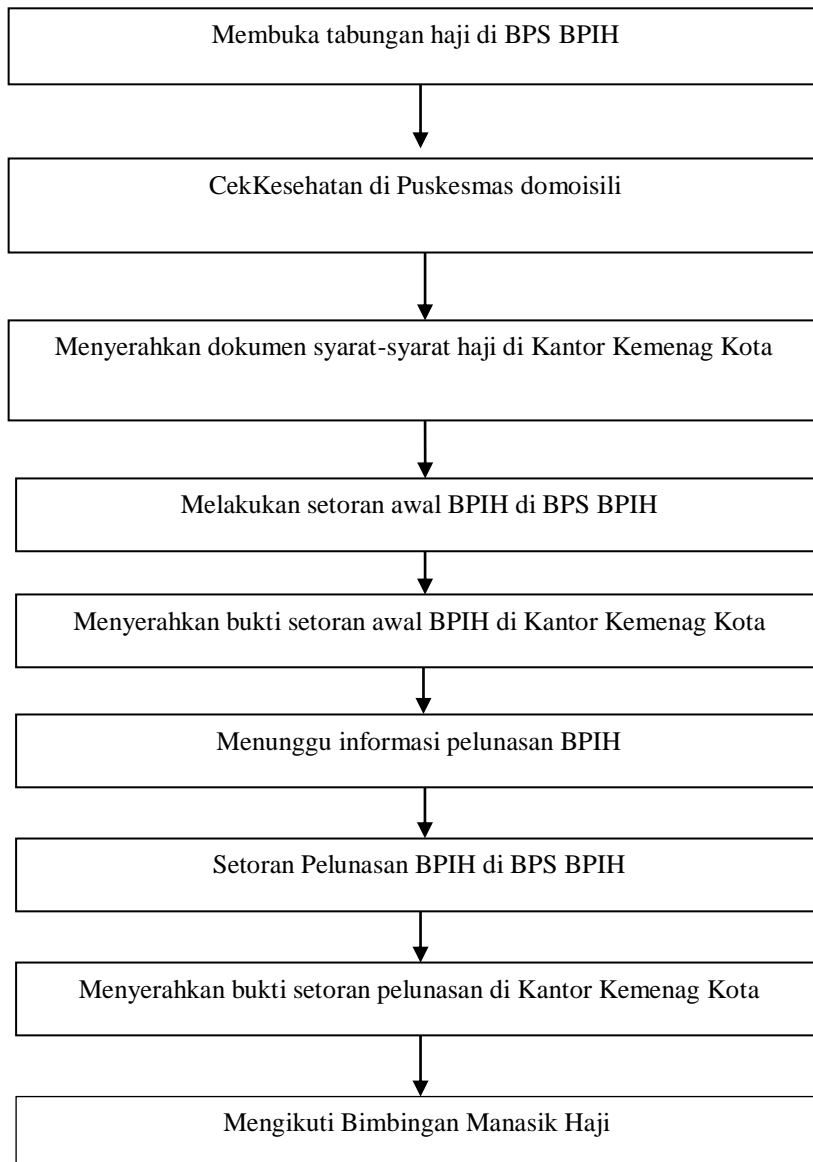 Membuka tabungan haji di BPS BPIH
CekKesehatan di Puskesmas domoisili
Menyerahkan dokumen syarat-syarat haji di Kantor Kemenag Kota
Melakukan setoran awal BPIH di BPS BPIH
Menyerahkan bukti setoran awal BPIH di Kantor Kemenag Kota
Menunggu informasi pelunasan BPIH
Setoran Pelunasan BPIH di BPS BPIH
Menyerahkan bukti setoran pelunasan di Kantor Kemenag Kota
Mengikuti Bimbingan Manasik Haji